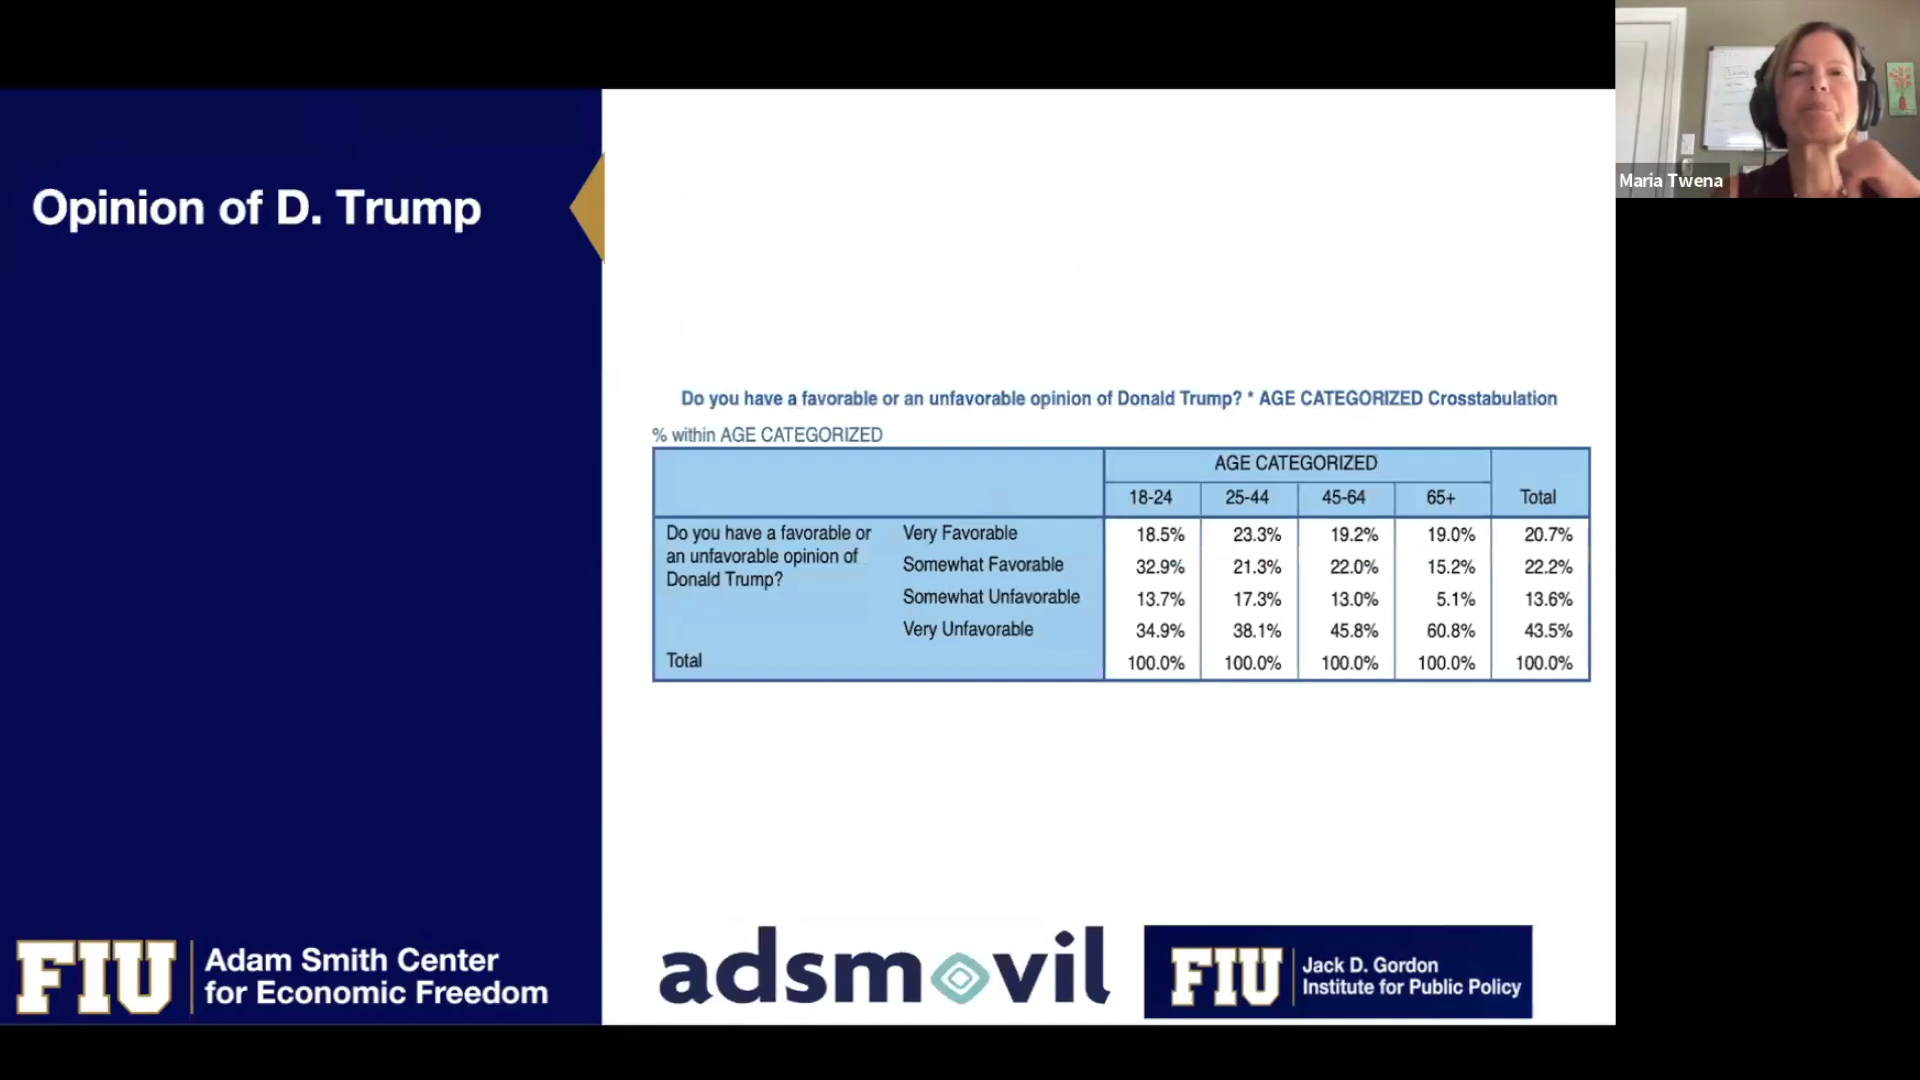 Maria Twena
Opinion of D. Trump
Do you have a favorable or an unfavorable opinion of Donald Trump? * AGE CATEGORIZED Crosstabulation
% within AGE CATEGORIZED
AGE CATEGORIZED
18-24 25-44 45-64 65+ Total
Do you have a favorable or Very Favorable 18.5% 23.3% 19.2% 19.0% 20.7%
an unfavorable opinion of
Somewhat Favorable 32.9% 21.3% 22.0% 15.2% 22.2%
Donald Trump?
Somewhat Unfavorable 13.7% 17.3% 13.0% 5.1% 13.6%
Very Unfavorable 34.9% 38.1% 45.8% 60.8% 43.5%
Total 100.0% 100.0% 100.0% 100.0% 100.0%
FIU
Adam Smith Center
for Economic Freedom
adsmovil
FIU
Jack D. Gordon
Institute for Public Policy